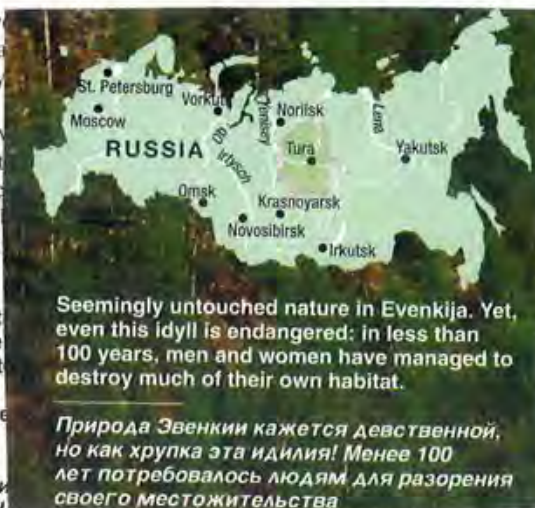 St. Petersburg
Vorkuta
Norilsk
Moscow
Ob
Yenisey
Lena
RUSSIA
Irtysch
Tura
Yakutsk
Omsk
Krasnoyarsk
Novosibirsk
Irkutsk
Seemingly untouched nature in Evenkija. Yet,
even this idyll is endangered: in less than
100 years, men and women have managed to
destroy much of their own habitat.
Природа Эвенкии кажется девственной,
но как хрупка эта идилия! Менее 100
лет потребовалось людям для разорения
своего местожительства